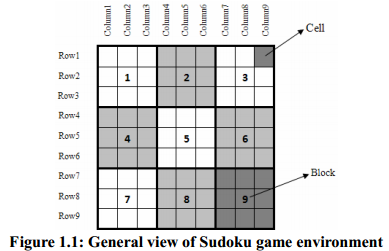 Column1 Column2 Column3 Column4 Column5 Column6 Column7 Column8 Column9
Cell
Row1
Row2 1 2 3
Row3
Row4
Row5 4 5 6
Row6
Row7
Block
Row8 7 8 9
Row9
Figure 1.1: General view of Sudoku game environment